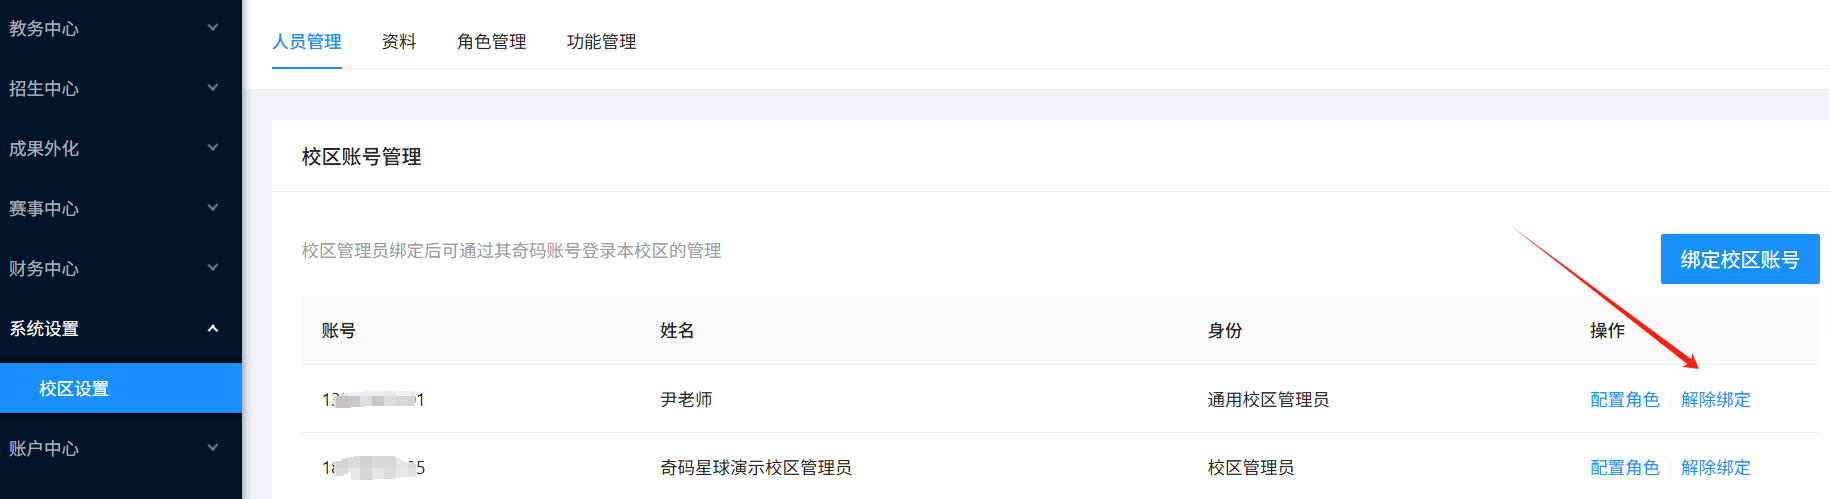 教务中心
招生中心
成果外化
赛事中心
财务中心
系统设置
校区设置
账户中心
人员管理 资料 角色管理 功能管理
校区账号管理
校区管理员绑定后可通过其奇码账号登录本校区的管理
绑定校区账号
账号 姓名 身份 操作
尹老师 通用校区管理员 配置角色 解除绑定
奇码星球演示校区管理员 校区管理员 配置角色 解除绑定